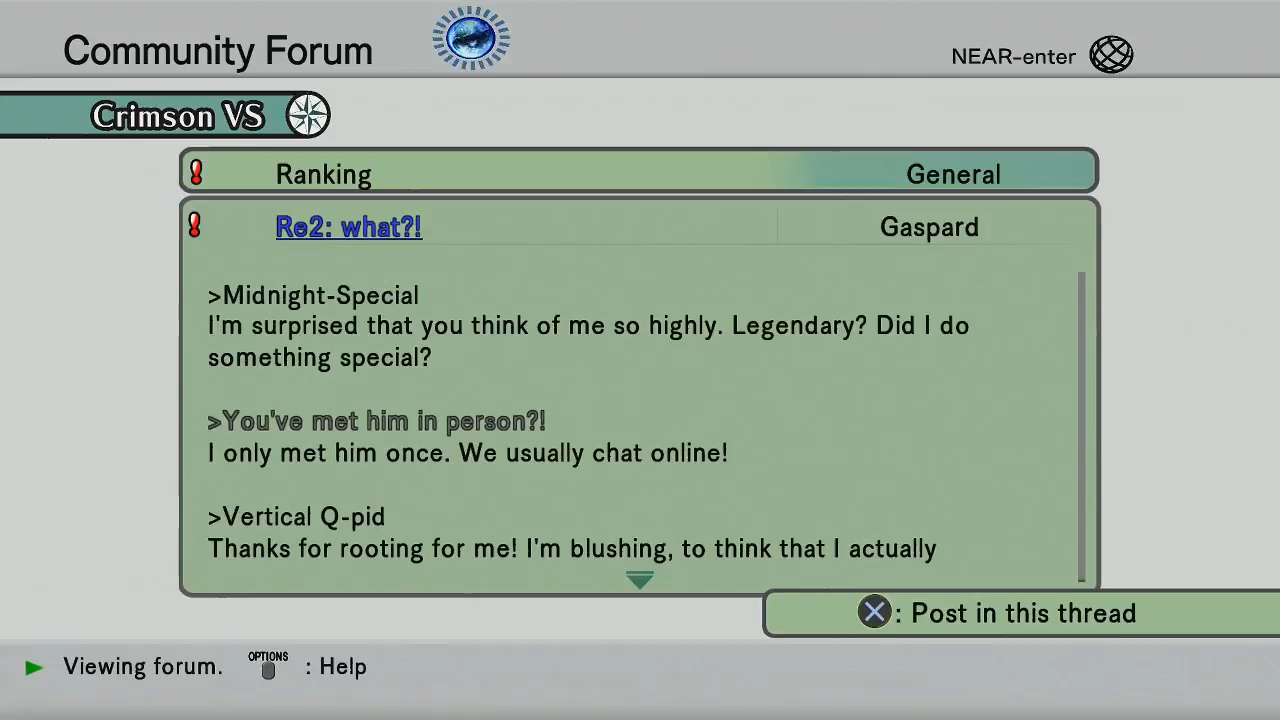 Community Forum
NEAR-enter
Crimson VS
Ranking
General
Re2: what?!
Gaspard
>Midnight-Special
I'm surprised that you think of me so highly. Legendary? Did I do
something special?
>You've met him in person?!
I only met him once. We usually chat online!
>Vertical Q-pid
Thanks for rooting for me! I'm blushing, to think that I actually
: Post in this thread
Viewing forum.
OPTIONS
: Help